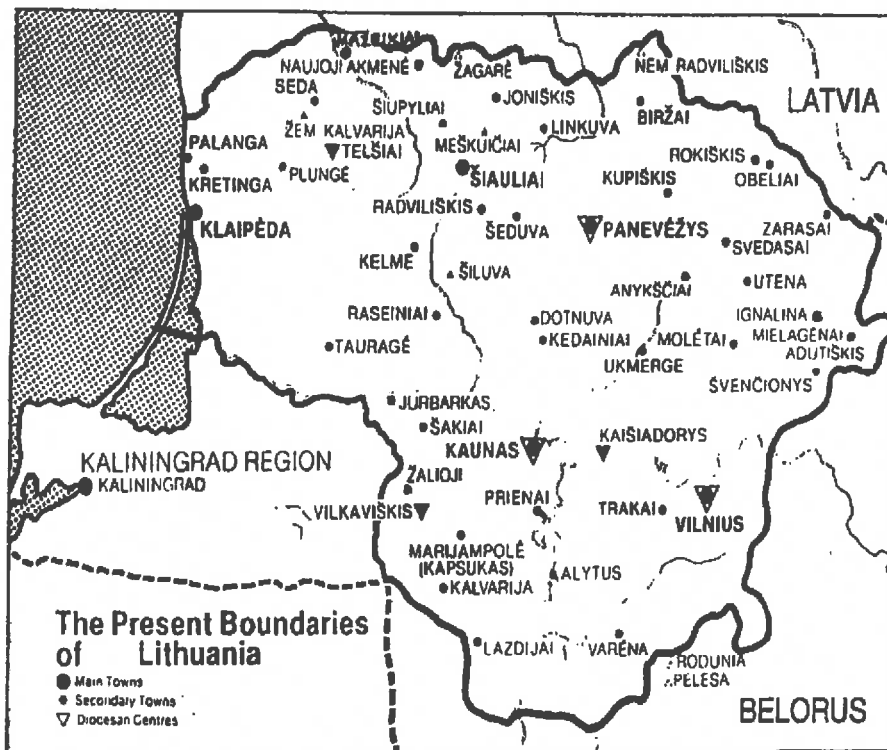 MAŽEIKIAI
NAUJOJI AKMENĖ
ŽAGARĖ
ŇEM RADVILIŠKIS
SEDA
JONIŠKIS
LATVIA
ŠIUPYLIAI
BIRŽAI
ŽEM KALVARIJA
MEŠKUIČIAI
LINKUVA
PALANGA
TELŠIAI
ROKIŠKIS
KRETINGA
PLUNGĖ
ŠIAULIAI
KUPIŠKIS
OBELIAI
RADVILIŠKIS
KLAIPĖDA
ŠEDUVA
PANEVĖŽYS
ZARASAI
SVEDASAI
KELMĖ
ŠILUVA
ANYKŠČIAI
UTENA
RASEINIAI
DOTNUVA
IGNALINA
KEDAINIAI
MOLĖTAI
MIELAGĖNAI
TAURAGĖ
UKMERGE
ADUTIŠKIS
ŠVENČIONYS
JURBARKAS
ŠAKIAI
KAUNAS
KAIŠIADORYS
KALININGRAD REGION
KALININGRAD
ŽALIOJI
VILKAVIŠKIS
PRIENAI
TRAKAI
VILNIUS
MARIJAMPOLĖ
(KAPSUKAS)
KALVARIJA
ALYTUS
The Present Boundaries
of Lithuania
LAZDIJAI
VARĖNA
RODUNIA
PELESA
Main Towns
Secondary Towns
Diocesan Centres
BELORUS